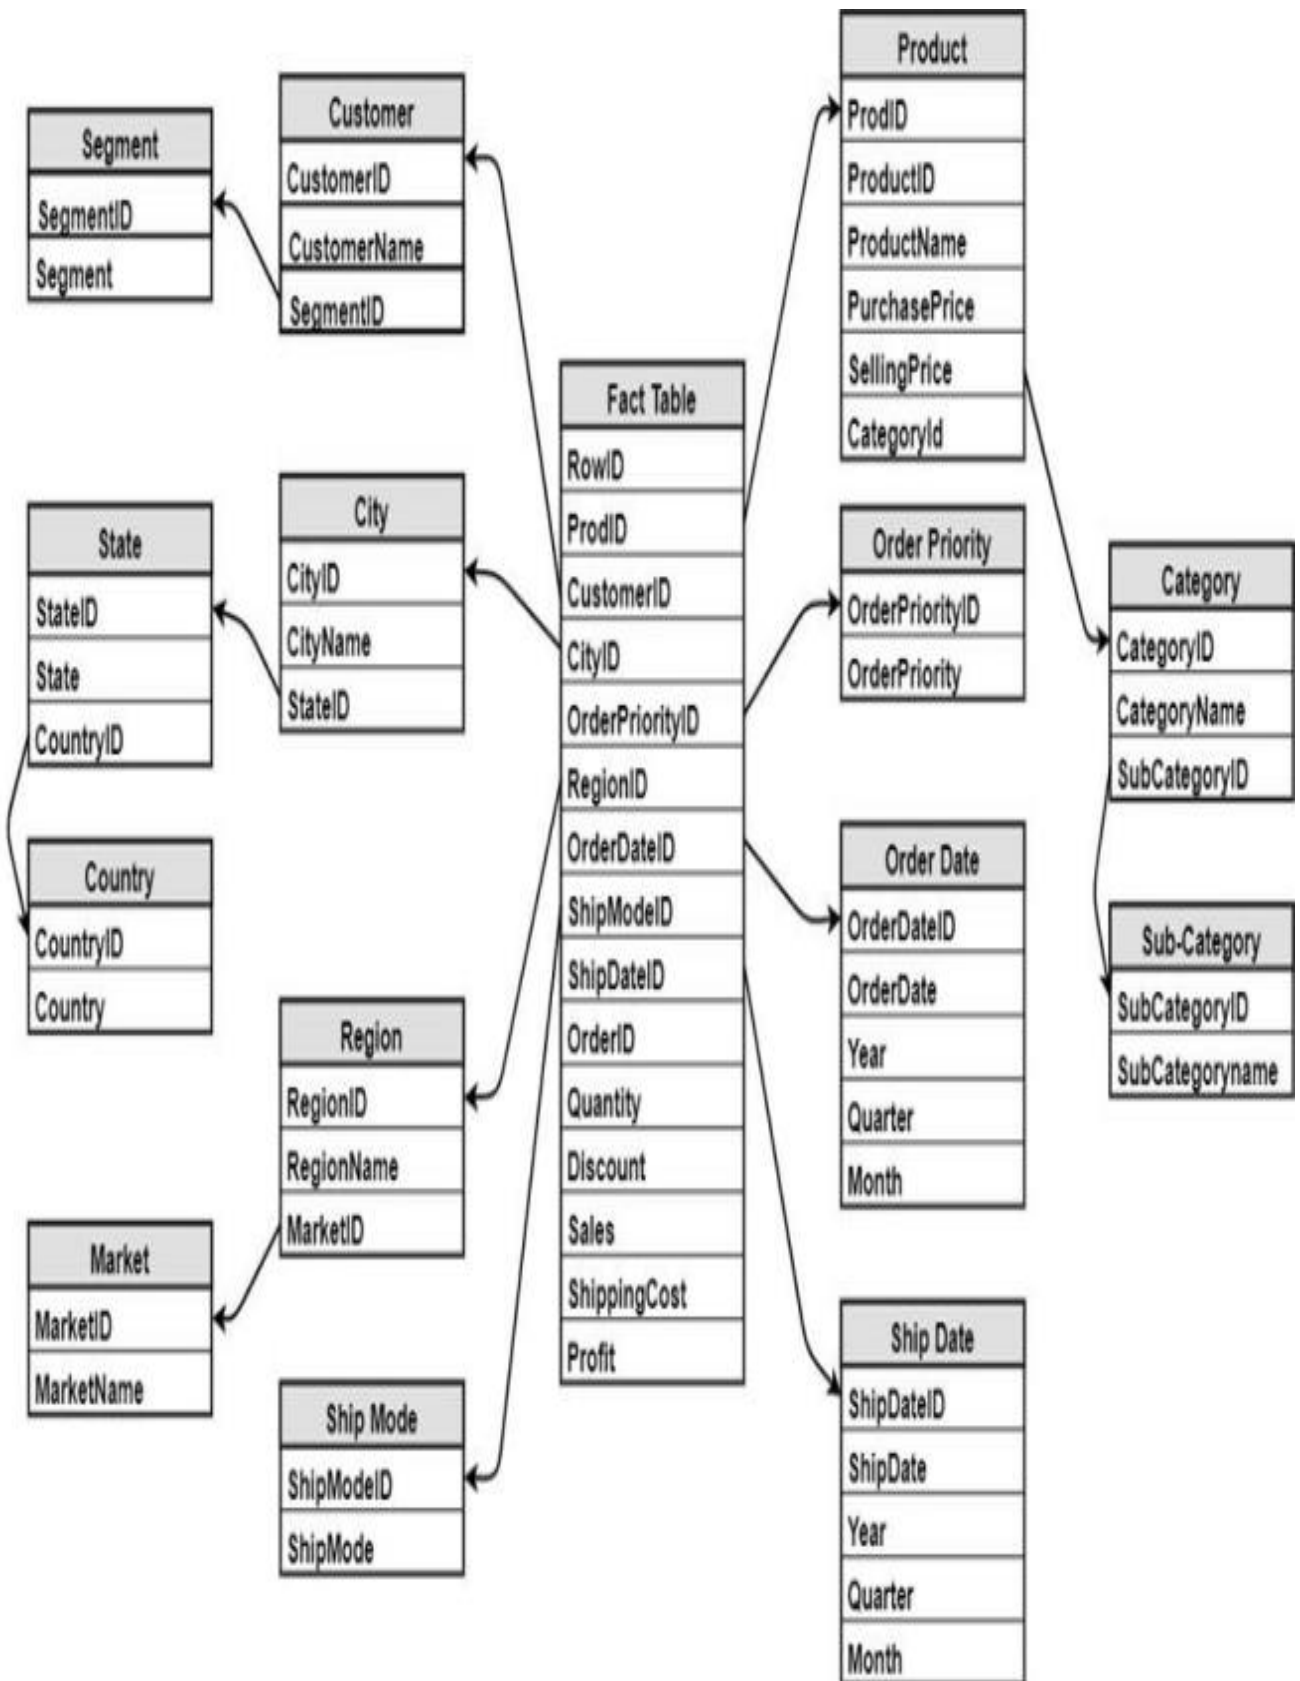 Segment
SegmentID
Segment
Customer
CustomerID
CustomerName
SegmentID
State
StateID
State
CountryID
City
CityID
CityName
StateID
Country
CountryID
Country
Region
RegionID
RegionName
MarketID
Market
MarketID
MarketName
Ship Mode
ShipModeID
ShipMode
Fact Table
RowID
ProdID
CustomerID
CityID
OrderPriorityID
RegionID
OrderDateID
ShipModeID
ShipDateID
OrderID
Quantity
Discount
Sales
ShippingCost
Profit
Product
ProdID
ProductID
ProductName
PurchasePrice
SellingPrice
CategoryId
Order Priority
OrderPriorityID
OrderPriority
Order Date
OrderDateID
OrderDate
Year
Quarter
Month
Ship Date
ShipDateID
ShipDate
Year
Quarter
Month
Category
CategoryID
CategoryName
SubCategoryID
Sub-Category
SubCategoryID
SubCategoryname